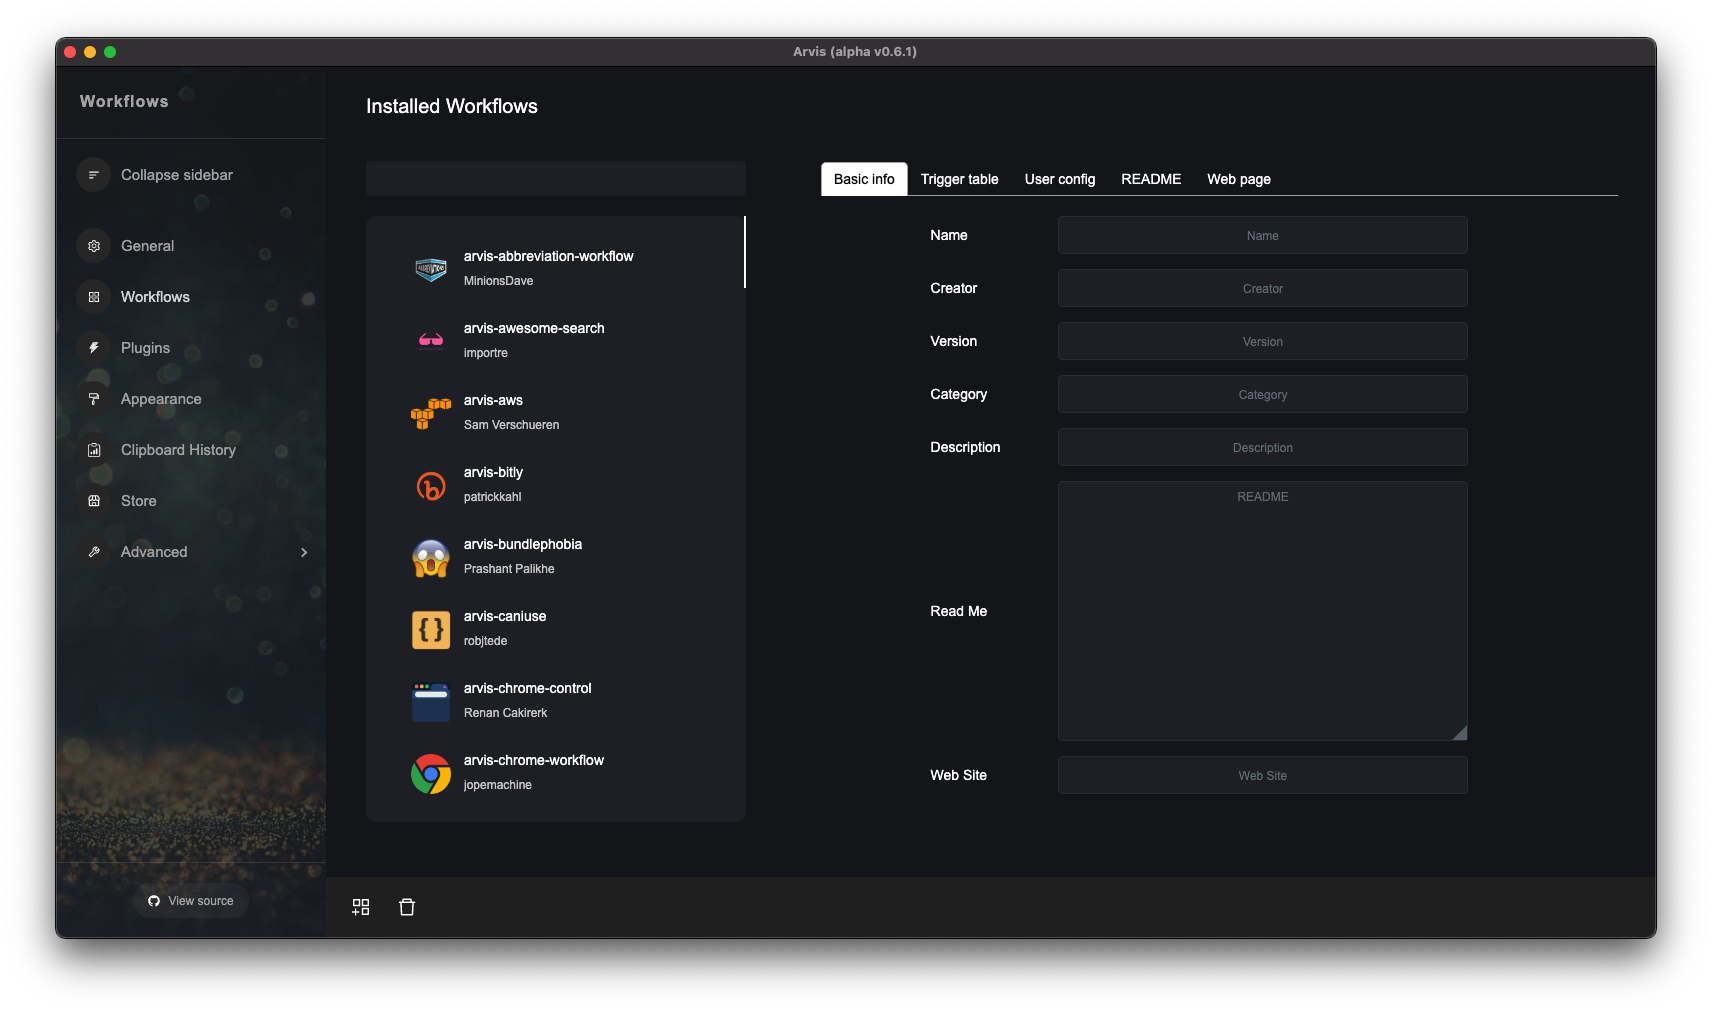 Arvis (alpha v0.6.1)
Workflows
Collapse sidebar
General
Workflows
Plugins
Appearance
Clipboard History
Store
Advanced
View source
Installed Workflows
arvis-abbreviation-workflow
MinionsDave
arvis-awesome-search
importre
arvis-aws
Sam Verschueren
arvis-bitly
patrickkahl
arvis-bundlephobia
Prashant Palikhe
arvis-caniuse
robjtede
arvis-chrome-control
Renan Cakirerk
arvis-chrome-workflow
jopemachine
Basic info Trigger table User config README Web page
Name Name
Creator Creator
Version Version
Category Category
Description Description
Read Me README
Web Site Web Site